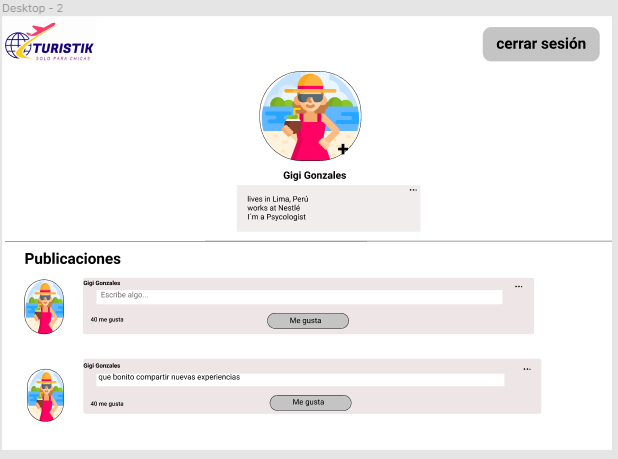 Desktop - 2
TURISTIK
SOLO PARA CHICAS
cerrar sesión
Gigi Gonzales
lives in Lima, Perú
works at Nestlé
I´m a Psycologist
Publicaciones
Gigi Gonzales
Escribe algo...
40 me gusta
Me gusta
Gigi Gonzales
que bonito compartir nuevas experiencias
40 me gusta
Me gusta